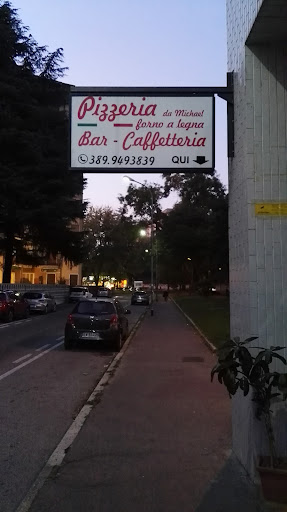 Pizzeria da Michael
forno a legna
Bar - Caffetteria
389.9493839 QUI